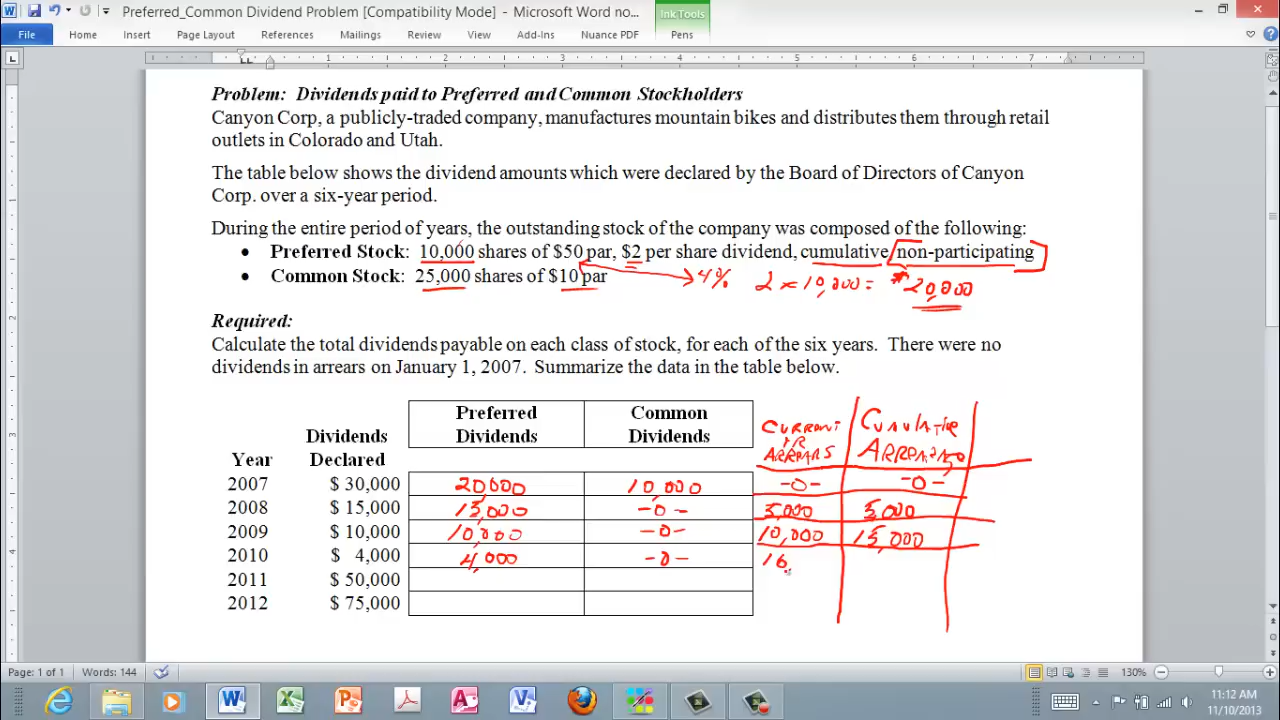 Preferred_Common Dividend Problem [Compatibility Mode] - Microsoft Word no...
Ink Tools
File Home Insert Page Layout References Mailings Review View Add-Ins Nuance PDF Pens
1 2 3 4 5 6 7
Problem: Dividends paid to Preferred and Common Stockholders
Canyon Corp, a publicly-traded company, manufactures mountain bikes and distributes them through retail
outlets in Colorado and Utah.
The table below shows the dividend amounts which were declared by the Board of Directors of Canyon
Corp. over a six-year period.
During the entire period of years, the outstanding stock of the company was composed of the following:
• Preferred Stock: 10,000 shares of $50 par, $2 per share dividend, cumulative non-participating
• Common Stock: 25,000 shares of $10 par
4% 2 × 10,000 = $20,000
Required:
Calculate the total dividends payable on each class of stock, for each of the six years. There were no
dividends in arrears on January 1, 2007. Summarize the data in the table below.
Preferred Common
Dividends Dividends Dividends
Year Declared
CURRENT
YR
ARREARS
CUMULATIVE
ARREARAGE
2007 $ 30,000 20,000 10,000 -0- -0-
2008 $ 15,000 15,000 -0- 5,000 5,000
2009 $ 10,000 10,000 -0- 10,000 15,000
2010 $ 4,000 4,000 -0- 16,
2011 $ 50,000
2012 $ 75,000
Page: 1 of 1 Words: 144 130%
11:12 AM
11/10/2013